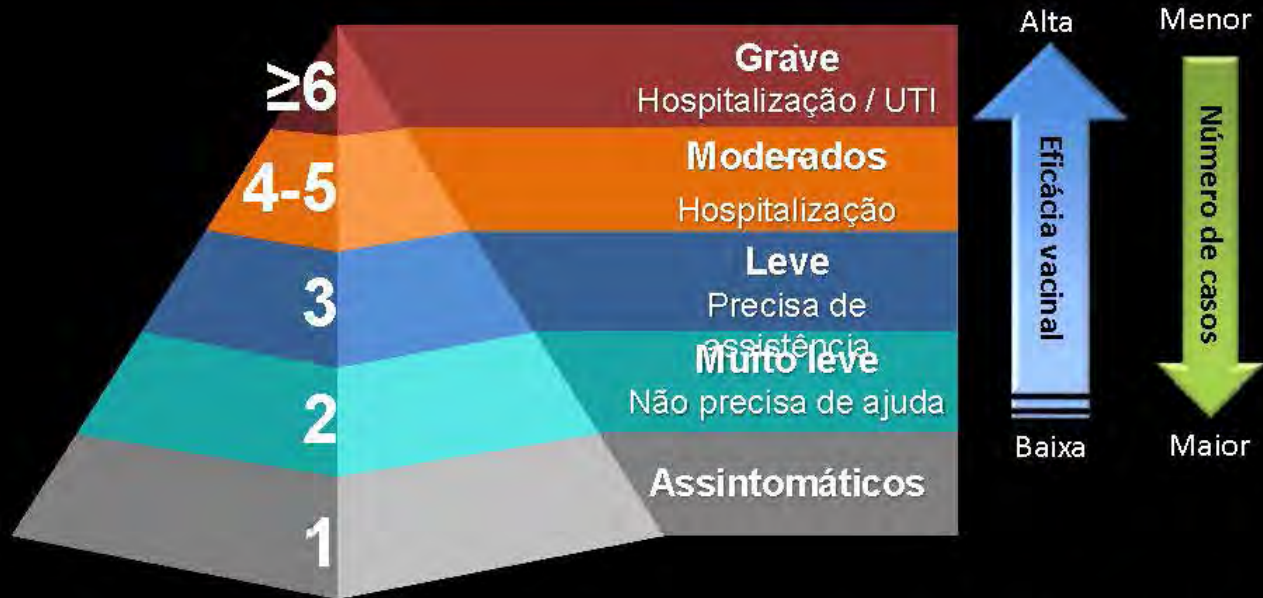 ≥6
Grave
Hospitalização / UTI
4-5
Moderados
Hospitalização
3
Leve
Precisa de
assistência
2
Muito leve
Não precisa de ajuda
1
Assintomáticos
Alta
Eficácia vacinal
Baixa
Menor
Número de casos
Maior